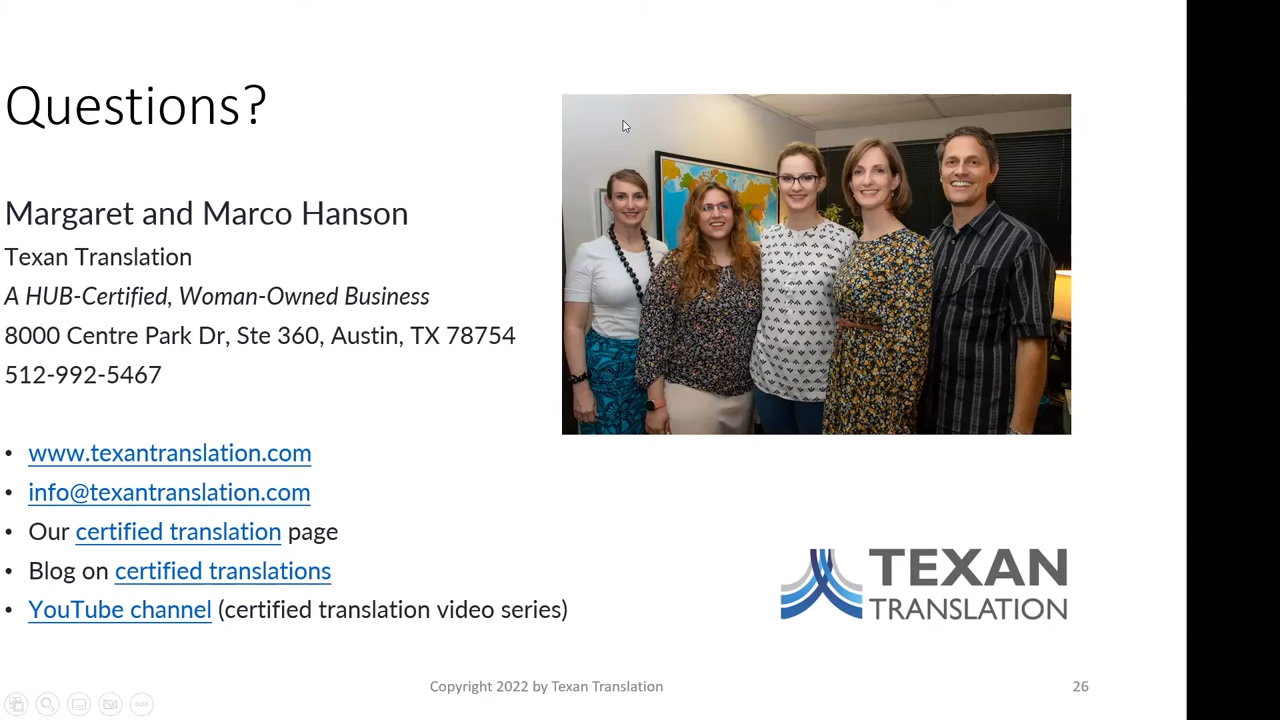 Questions?
Margaret and Marco Hanson
Texan Translation
A HUB-Certified, Woman-Owned Business
8000 Centre Park Dr, Ste 360, Austin, TX 78754
512-992-5467
• www.texantranslation.com
• info@texantranslation.com
• Our certified translation page
• Blog on certified translations
• YouTube channel (certified translation video series)
TEXAN
TRANSLATION
Copyright 2022 by Texan Translation
26